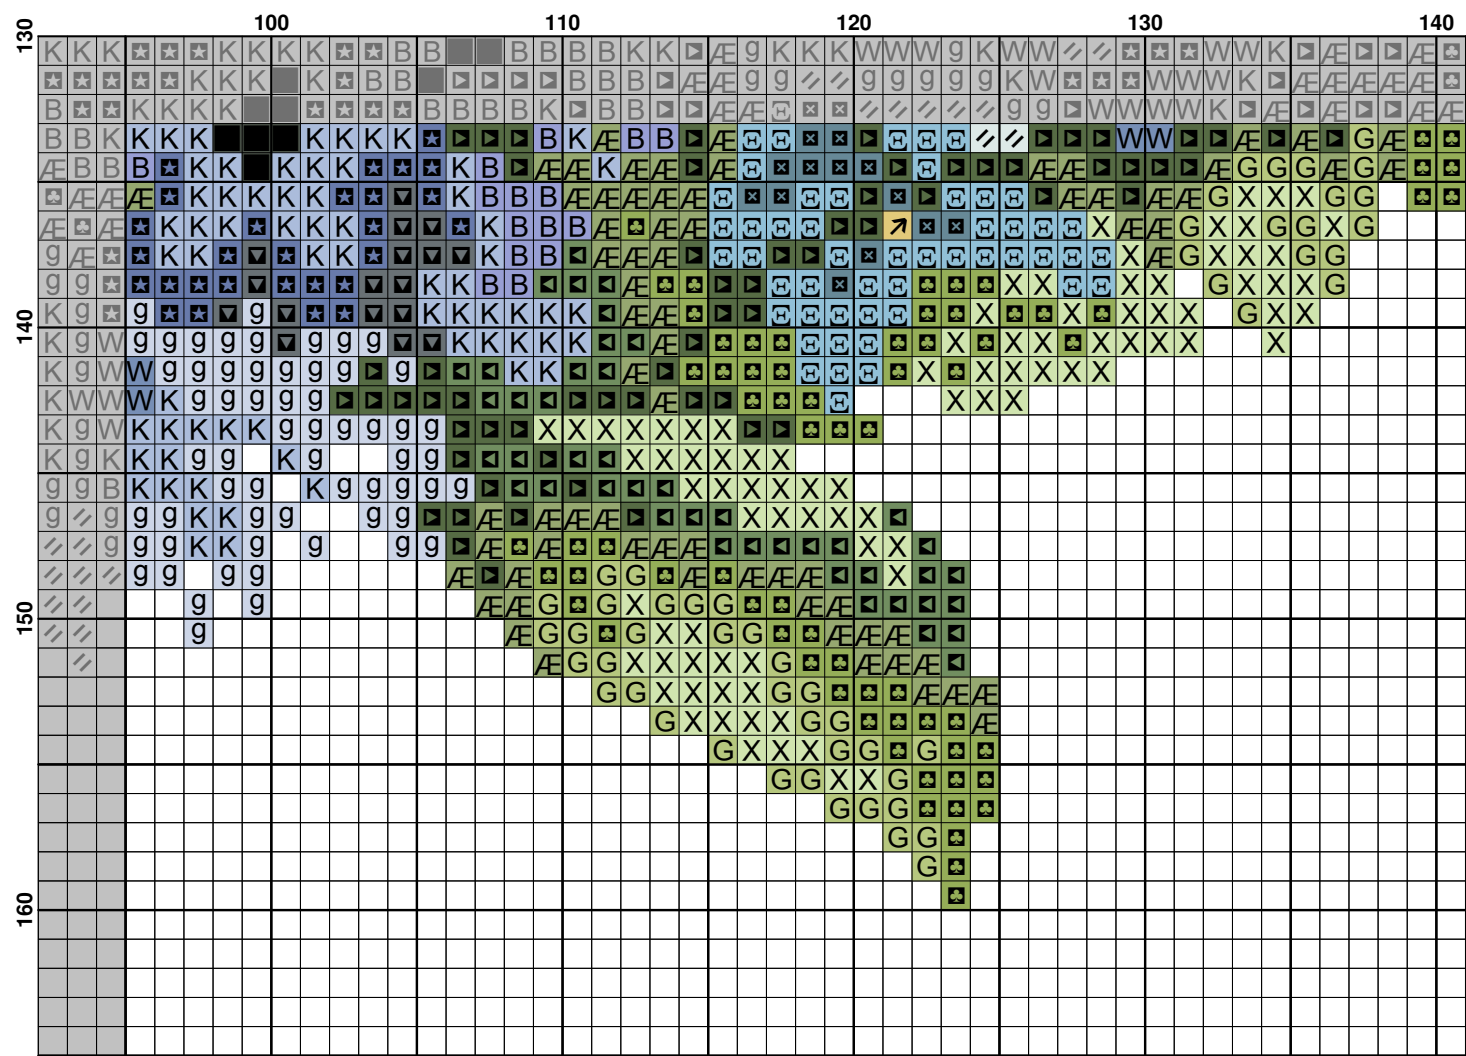 100 110 120 130 140
130
K K K K K K K B B B B B B K K Æ g K K K W W W g K W W W W K Æ Æ
K K K K B B B B B Æ Æ g g g g g g g K W W W W K Æ Æ Æ Æ
B K K K K B B B B K B B Æ Æ g g W W W W K Æ Æ Æ
B B K K K K K K K K B K Æ B B Æ W W Æ Æ G Æ
Æ B B B K K K K K K B Æ Æ K Æ Æ Æ Æ Æ Æ G G G Æ G Æ
Æ Æ Æ K K K K K K B B B Æ Æ Æ Æ Æ Æ Æ Æ Æ G X X X G G
Æ Æ K K K K K K K B B B Æ Æ Æ X Æ Æ G X X G G X G
g Æ K K K K K B B Æ Æ Æ X Æ G X X X G G
g g K K B B Æ X X X X G X X X G
K g g g K K K K K K Æ Æ X X X X X G X X
140
K g W g g g g g g g g K K K K K Æ X X X X X X X X
K g W W g g g g g g g g K K Æ X X X X X X
K W W W K g g g g g Æ X X X
K g W K K K K K g g g g g g X X X X X X X
K g K K K g g K g g g X X X X X X
g g B K K K g g K g g g g g X X X X X X
g g g g K K g g g g Æ Æ Æ Æ X X X X X
g g g K K g g g g Æ Æ Æ Æ Æ X X
g g g g Æ Æ G G Æ Æ Æ Æ X
g g Æ Æ G G X G G G Æ Æ
150
g Æ G G G X X G G Æ Æ Æ
Æ G G X X X X X G Æ Æ Æ
G G X X X X G G Æ Æ Æ
G X X X X G G Æ
G X X X G G G
G G X X G
G G G
G G
G
160